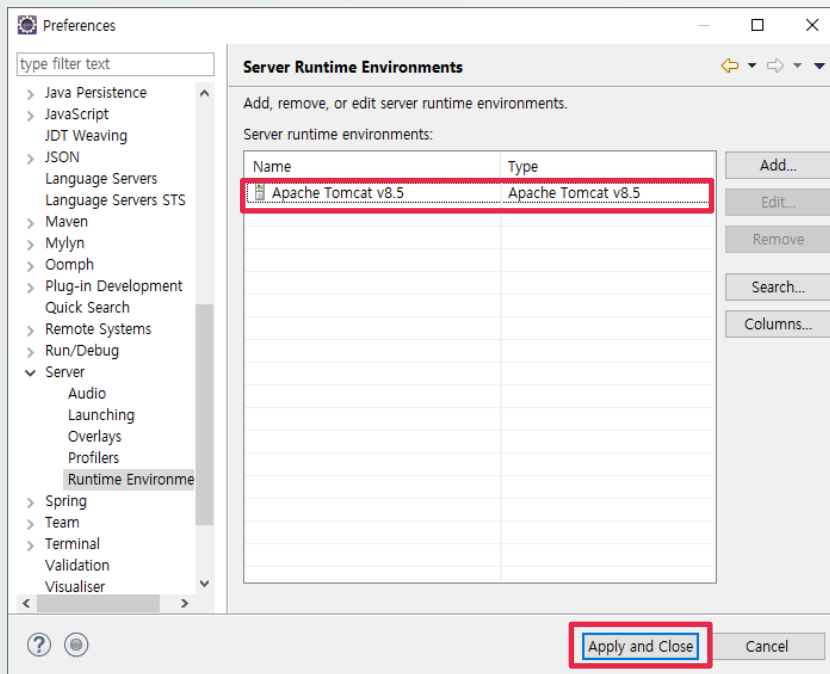 Preferences
type filter text
Java Persistence
JavaScript
JDT Weaving
JSON
Language Servers
Language Servers STS
Maven
Mylyn
Oomph
Plug-in Development
Quick Search
Remote Systems
Run/Debug
Server
Audio
Launching
Overlays
Profilers
Runtime Environme
Spring
Team
Terminal
Validation
Visualiser
Server Runtime Environments
Add, remove, or edit server runtime environments.
Server runtime environments:
Name Type
Apache Tomcat v8.5 Apache Tomcat v8.5
Add...
Edit...
Remove
Search...
Columns...
?
Apply and Close
Cancel